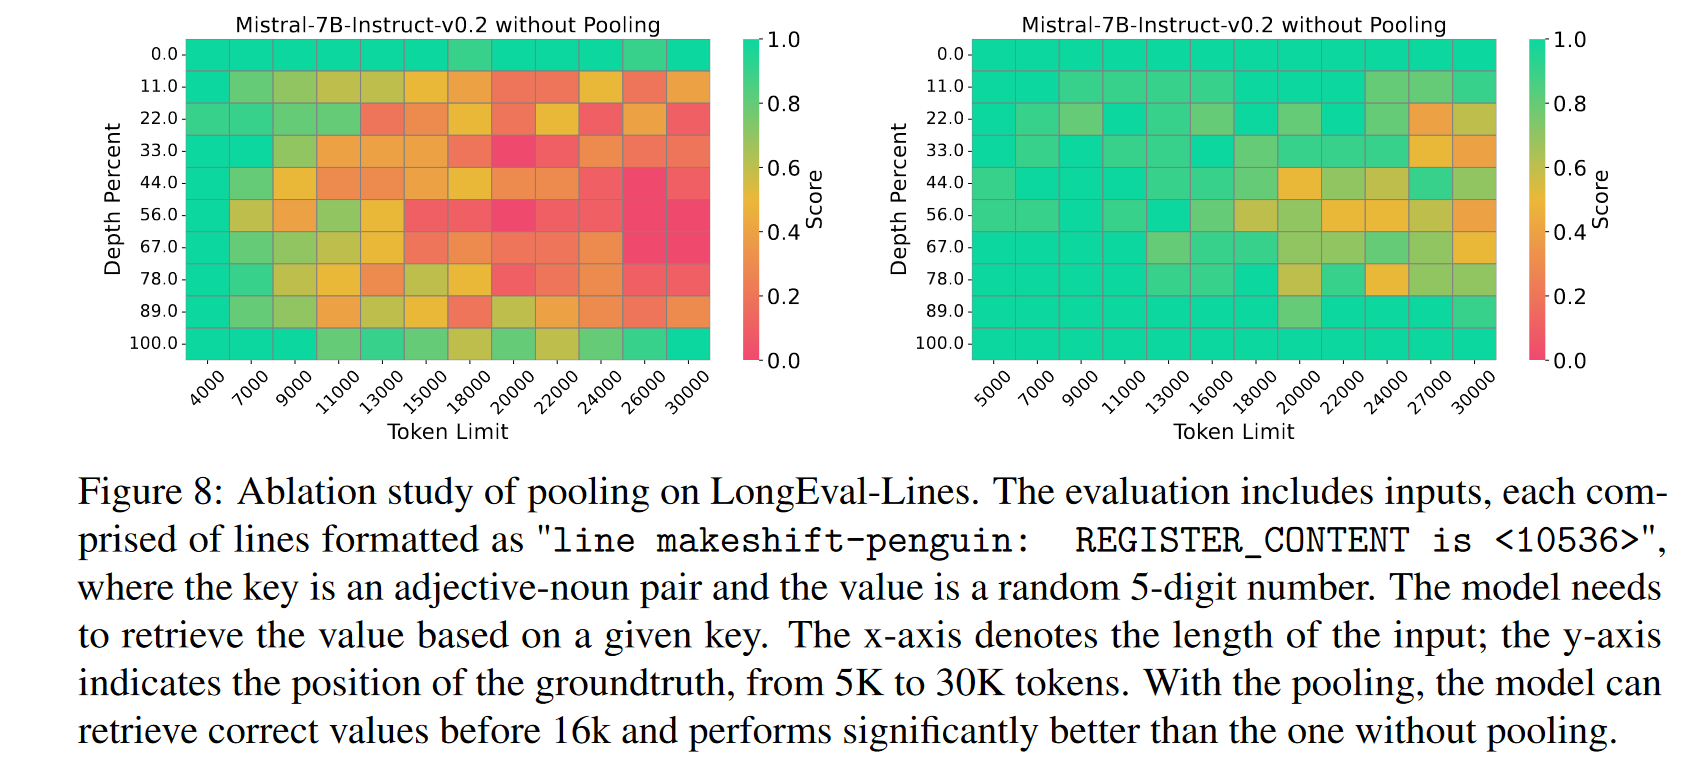 Mistral-7B-Instruct-v0.2 without Pooling
Depth Percent
0.0
11.0
22.0
33.0
44.0
56.0
67.0
78.0
89.0
100.0
4000 7000 9000 11000 13000 15000 18000 20000 22000 24000 26000 30000
Token Limit
1.0
0.8
0.6
0.4
0.2
0.0
Score
Mistral-7B-Instruct-v0.2 without Pooling
Depth Percent
0.0
11.0
22.0
33.0
44.0
56.0
67.0
78.0
89.0
100.0
5000 7000 9000 11000 13000 16000 18000 20000 22000 24000 27000 30000
Token Limit
1.0
0.8
0.6
0.4
0.2
0.0
Score
Figure 8: Ablation study of pooling on LongEval-Lines. The evaluation includes inputs, each com-
prised of lines formatted as "line makeshift-penguin: REGISTER_CONTENT is <10536>",
where the key is an adjective-noun pair and the value is a random 5-digit number. The model needs
to retrieve the value based on a given key. The x-axis denotes the length of the input; the y-axis
indicates the position of the groundtruth, from 5K to 30K tokens. With the pooling, the model can
retrieve correct values before 16k and performs significantly better than the one without pooling.